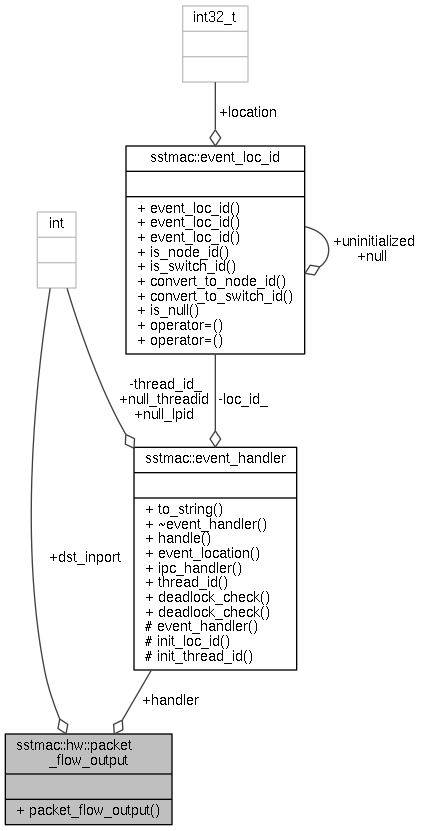 int32_t
+location
sstmac::event_loc_id
+ event_loc_id()
+ event_loc_id()
+ event_loc_id()
+ is_node_id()
+ is_switch_id()
+ convert_to_node_id()
+ convert_to_switch_id()
+ is_null()
+ operator=()
+ operator=()
+uninitialized
+null
int
-thread_id_
+null_threadid
+null_lpid
-loc_id_
sstmac::event_handler
+ to_string()
+ ~event_handler()
+ handle()
+ event_location()
+ ipc_handler()
+ thread_id()
+ deadlock_check()
+ deadlock_check()
# event_handler()
# init_loc_id()
# init_thread_id()
+dst_inport
+handler
sstmac::hw::packet
_flow_output
+ packet_flow_output()